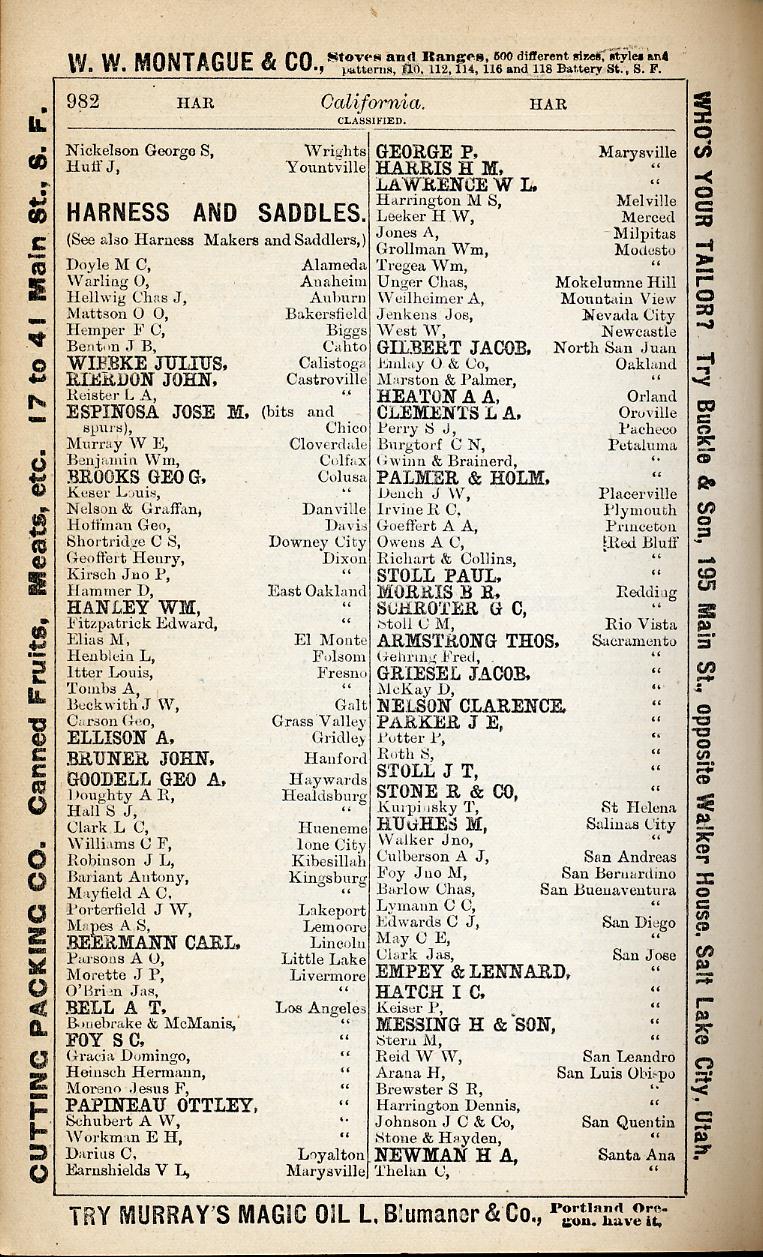 W. W. MONTAGUE & CO., Stoves and Ranges, 500 different sizes, styles and
patterns, 110, 112, 114, 116 and 118 Battery St., S. F.
CUTTING PACKING CO. Canned Fruits, Meats, etc. 17 to 41 Main St., S. F.
982 HAR California. HAR
CLASSIFIED.
Nickelson George S, Wrights
Huff J, Yountville
HARNESS AND SADDLES.
(See also Harness Makers and Saddlers,)
Doyle M C, Alameda
Warling O, Anaheim
Hellwig Chas J, Auburn
Mattson O O, Bakersfield
Hemper F C, Biggs
Benton J B, Cahto
WIEBKE JULIUS, Calistoga
RIERDON JOHN, Castroville
Reister L A, “
ESPINOSA JOSE M. (bits and
spurs), Chico
Murray W E, Cloverdale
Benjamin Wm, Colfax
BROOKS GEO G. Colusa
Keser Louis, “
Nelson & Graffan, Danville
Hoffman Geo, Davis
Shortridge C S, Downey City
Geoffert Henry, Dixon
Kirsch Jno P, “
Hammer D, East Oakland
HANLEY WM, “
Fitzpatrick Edward, “
Elias M, El Monte
Henblein L, Folsom
Itter Louis, Fresno
Tombs A, “
Beckwith J W, Galt
Carson Geo, Grass Valley
ELLISON A. Gridley
BRUNER JOHN, Hanford
GOODELL GEO A. Haywards
Doughty A R, Healdsburg
Hall S J, “
Clark L C, Hueneme
Williams C F, Ione City
Robinson J L, Kibesillah
Bariant Antony, Kingsburg
Mayfield A C, “
Porterfield J W, Lakeport
Mapes A S, Lemoore
BEERMANN CARL, Lincoln
Parsons A O, Little Lake
Morette J P, Livermore
O'Brien Jas, “
BELL A T. Los Angeles
Bonebrake & McManis, “
FOY S C, “
Gracia Domingo, “
Heinsch Hermann, “
Moreno Jesus F, “
PAPINEAU OTTLEY, “
Schubert A W, “
Workman E H, “
Darius C, Loyalton
Earnshields V L, Marysville
GEORGE P. Marysville
HARRIS H M. “
LAWRENCE W L. “
Harrington M S, Melville
Leeker H W, Merced
Jones A, Milpitas
Grollman Wm, Modesto
Tregea Wm, “
Unger Chas, Mokelumne Hill
Weilheimer A, Mountain View
Jenkens Jos, Nevada City
West W, Newcastle
GILBERT JACOB. North San Juan
Emlay O & Co, Oakland
Marston & Palmer, “
HEATON A A, Orland
CLEMENTS L A. Oroville
Perry S J, Pacheco
Burgtorf C N, Petaluma
Gwinn & Brainerd, “
PALMER & HOLM. “
Dench J W, Placerville
Irvine R C, Plymouth
Goeffert A A, Princeton
Owens A C, Red Bluff
Richart & Collins, “
STOLL PAUL. “
MORRIS B R. Redding
SCHROTER G C, “
Stoll C M, Rio Vista
ARMSTRONG THOS. Sacramento
Gehring Fred, “
GRIESEL JACOB. “
McKay D, “
NELSON CLARENCE “
PARKER J E, “
Potter P, “
Roth S, “
STOLL J T, “
STONE R & CO, “
Kurpinsky T, St Helena
HUGHES M, Salinas City
Walker Jno, “
Culberson A J, San Andreas
Foy Jno M, San Bernardino
Barlow Chas, San Buenaventura
Lymann C C, “
Edwards C J, San Diego
May C E, “
Clark Jas, San Jose
EMPEY & LENNARD, “
HATCH I C. “
Keiser P, “
MESSING H & SON, “
Stern M, “
Reid W W, San Leandro
Arana H, San Luis Obispo
Brewster S R, “
Harrington Dennis, “
Johnson J C & Co, San Quentin
Stone & Hayden, “
NEWMAN H A, Santa Ana
Thelan C, “
WHO'S YOUR TAILOR? Try Buckle & Son, 195 Main St., opposite Walker House, Salt Lake City, Utah.
TRY MURRAY'S MAGIC OIL L. Blumaner & Co., Portland Ore-
gon. have it.